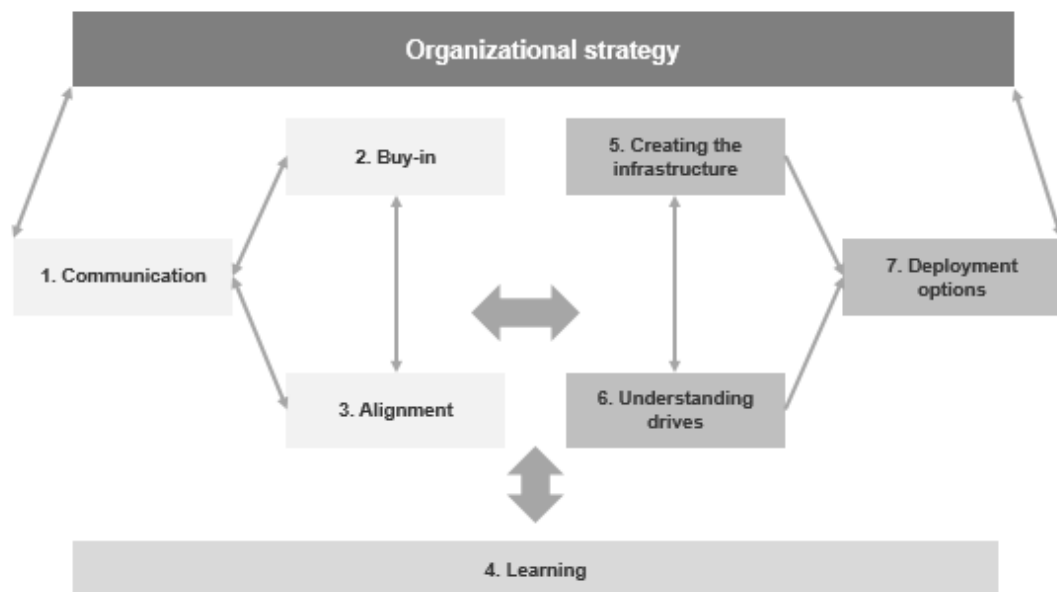 Organizational strategy
2. Buy-in
5. Creating the
infrastructure
1. Communication
7. Deployment
options
3. Alignment
6. Understanding
drives
4. Learning